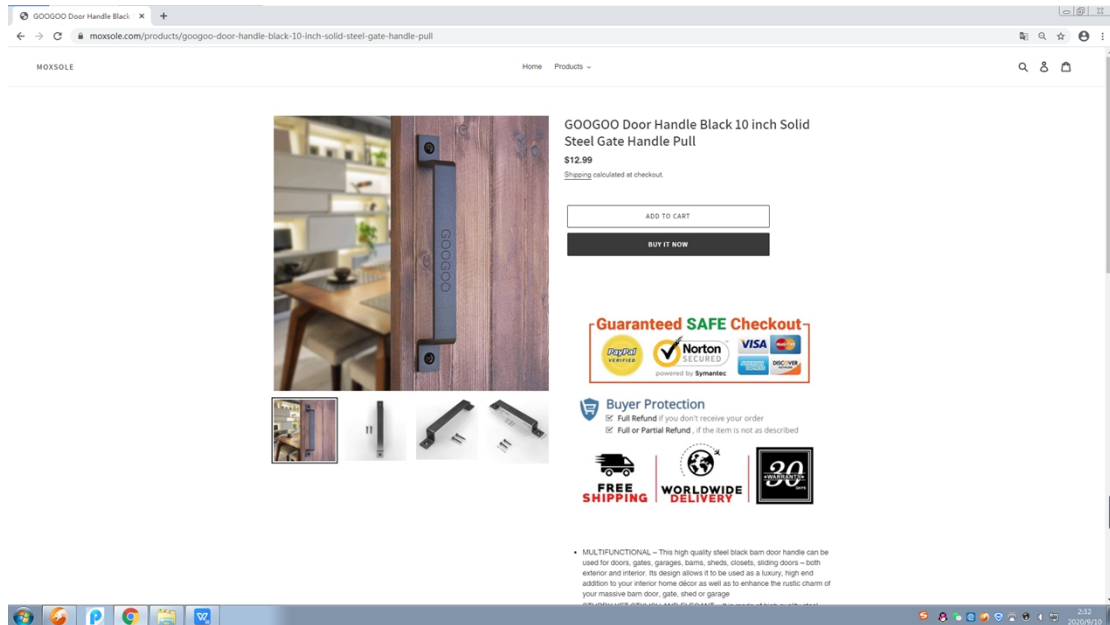 GOOGOO Door Handle Black
moxsole.com/products/googoo-door-handle-black-10-inch-solid-steel-gate-handle-pull
MOXSOLE
Home Products
GOOGOO
GOOGOO Door Handle Black 10 inch Solid
Steel Gate Handle Pull
$12.99
Shipping calculated at checkout.
ADD TO CART
BUY IT NOW
Guaranteed SAFE Checkout
PayPal
VERIFIED
Norton
SECURED
powered by Symantec
VISA
DISCOVER
Buyer Protection
Full Refund if you don't receive your order
Full or Partial Refund , if the item is not as described
FREE
SHIPPING
WORLDWIDE
DELIVERY
30
WARRANTY
DAYS
MULTIFUNCTIONAL – This high quality steel black barn door handle can be
used for doors, gates, garages, barns, sheds, closets, sliding doors – both
exterior and interior. Its design allows it to be used as a luxury, high end
addition to your interior home décor as well as to enhance the rustic charm of
your massive barn door, gate, shed or garage
2:32
2020/9/10